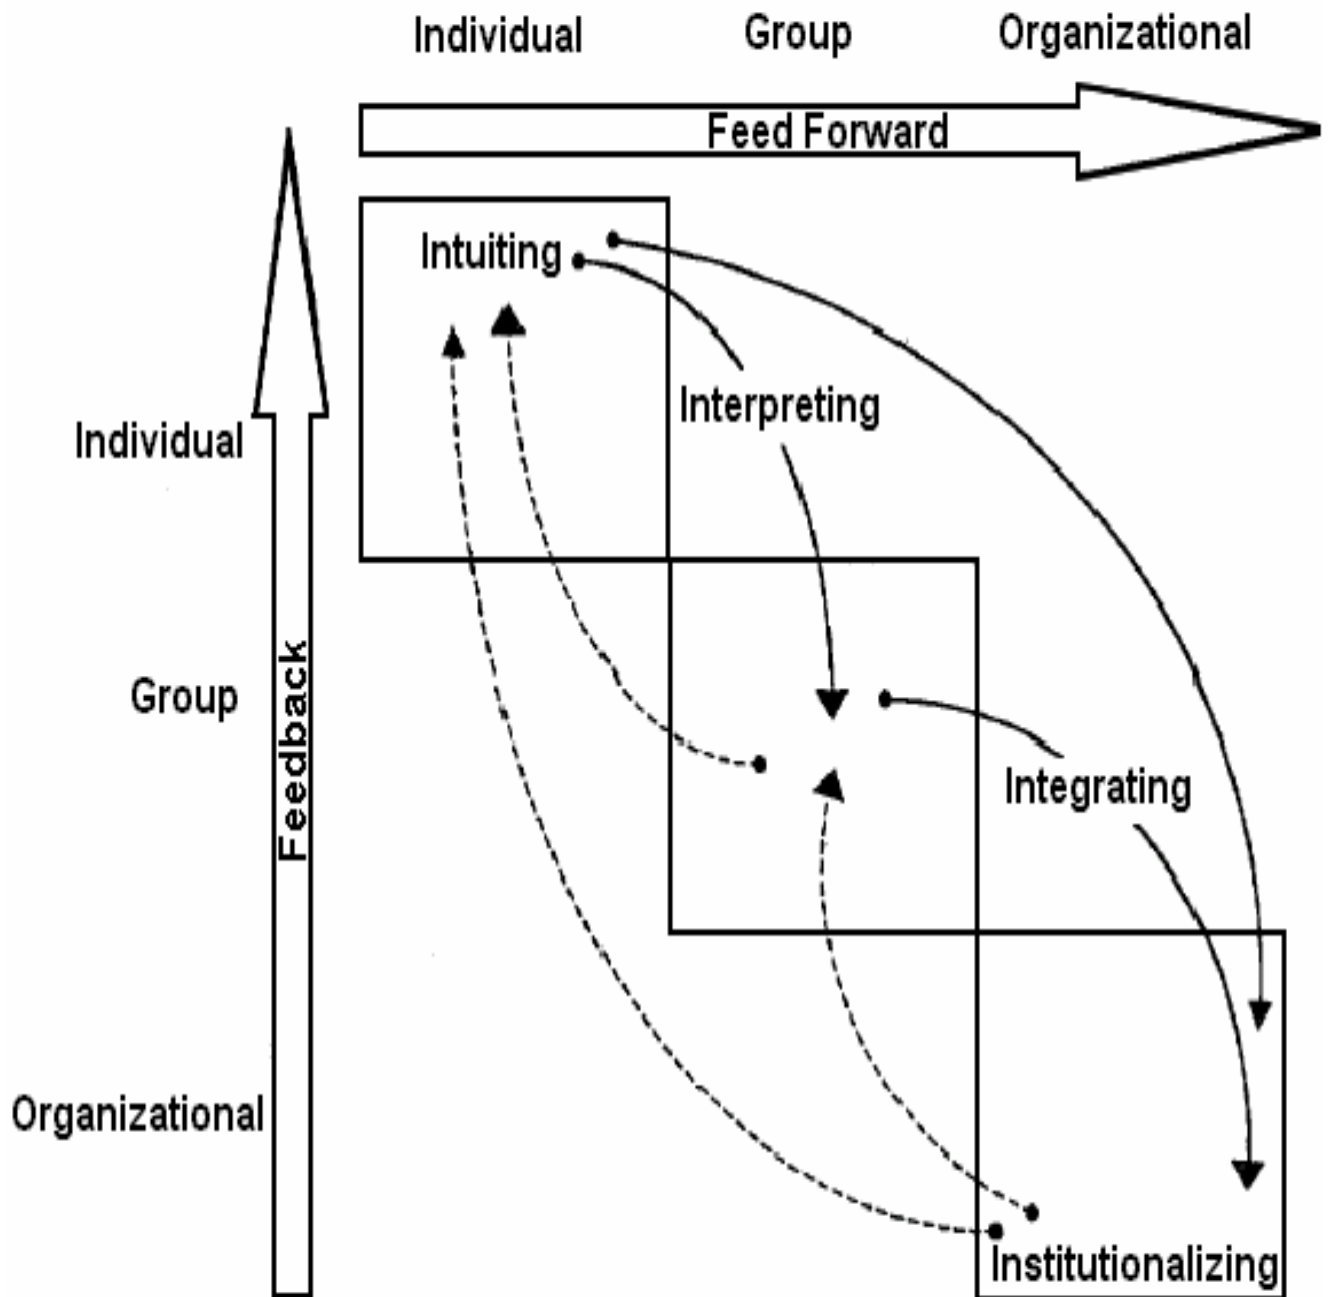 Individual Group Organizational
Feed Forward
Intuiting
Interpreting
Individual
Group
Feedback
Integrating
Organizational
Institutionalizing